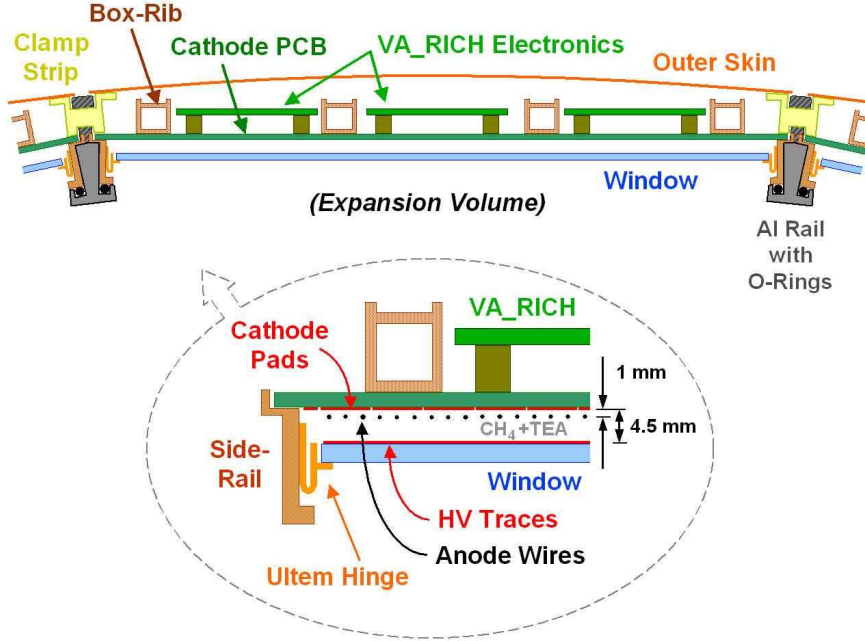 Box-Rib
Clamp
Strip
Cathode PCB
VA_RICH Electronics
Outer Skin
Window
(Expansion Volume)
Al Rail
with
O-Rings
VA_RICH
Cathode
Pads
1 mm
4.5 mm
CH₄+TEA
Side-
Rail
Window
HV Traces
Anode Wires
Ultem Hinge